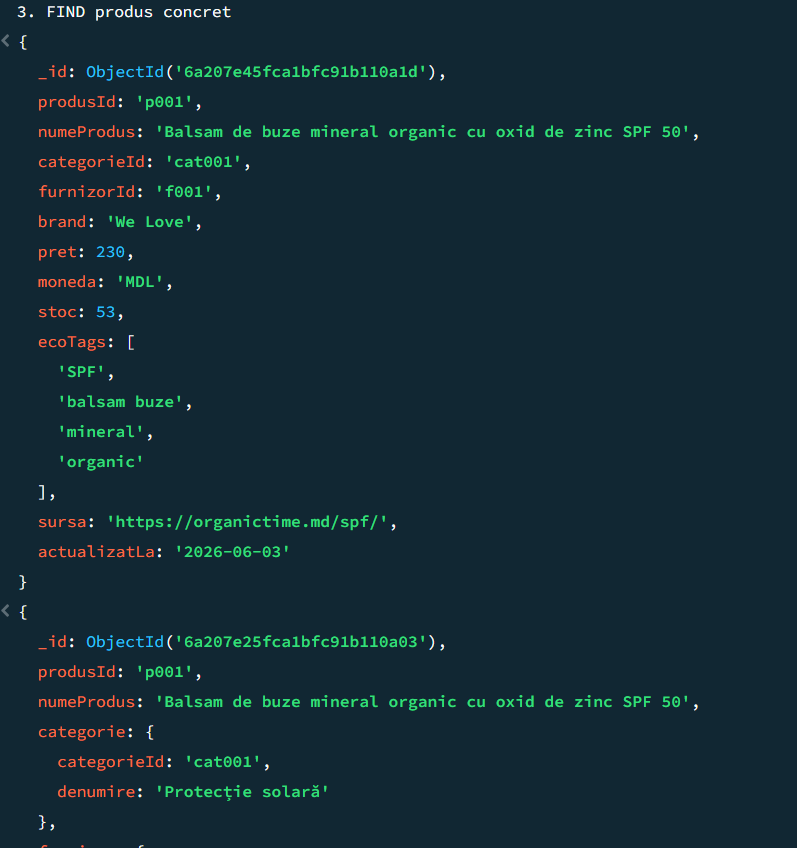 3. FIND produs concret
< {
_id: ObjectId('6a207e45fca1bfc91b110a1d'),
produsId: 'p001',
numeProdus: 'Balsam de buze mineral organic cu oxid de zinc SPF 50',
categorieId: 'cat001',
furnizorId: 'f001',
brand: 'We Love',
pret: 230,
moneda: 'MDL',
stoc: 53,
ecoTags: [
'SPF',
'balsam buze',
'mineral',
'organic'
],
sursa: 'https://organictime.md/spf/',
actualizatLa: '2026-06-03'
}
< {
_id: ObjectId('6a207e25fca1bfc91b110a03'),
produsId: 'p001',
numeProdus: 'Balsam de buze mineral organic cu oxid de zinc SPF 50',
categorie: {
categorieId: 'cat001',
denumire: 'Protecție solară'
},